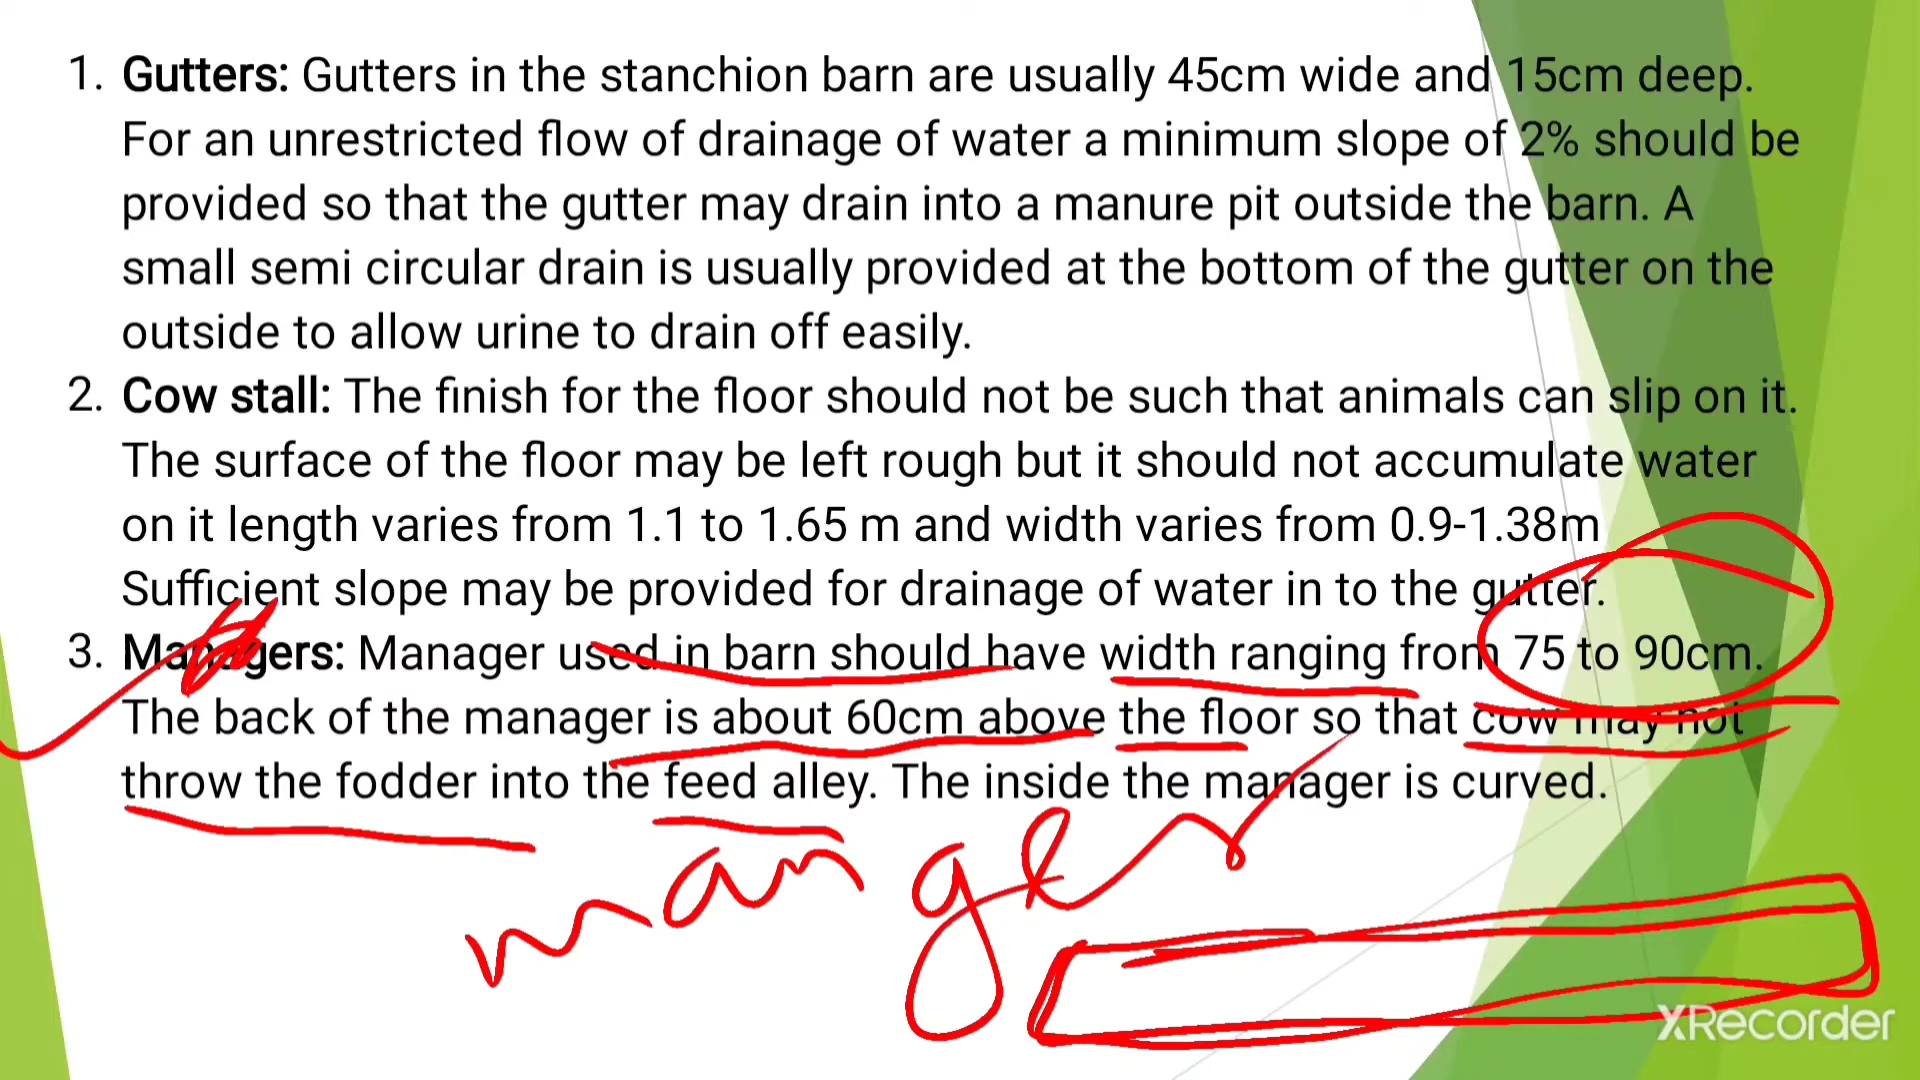 1. Gutters: Gutters in the stanchion barn are usually 45cm wide and 15cm deep.
For an unrestricted flow of drainage of water a minimum slope of 2% should be
provided so that the gutter may drain into a manure pit outside the barn. A
small semi circular drain is usually provided at the bottom of the gutter on the
outside to allow urine to drain off easily.
2. Cow stall: The finish for the floor should not be such that animals can slip on it.
The surface of the floor may be left rough but it should not accumulate water
on it length varies from 1.1 to 1.65 m and width varies from 0.9-1.38m
Sufficient slope may be provided for drainage of water in to the gutter.
3. Managers: Manager used in barn should have width ranging from 75 to 90cm.
The back of the manager is about 60cm above the floor so that cow may not
throw the fodder into the feed alley. The inside the manager is curved.
manger
XRecorder